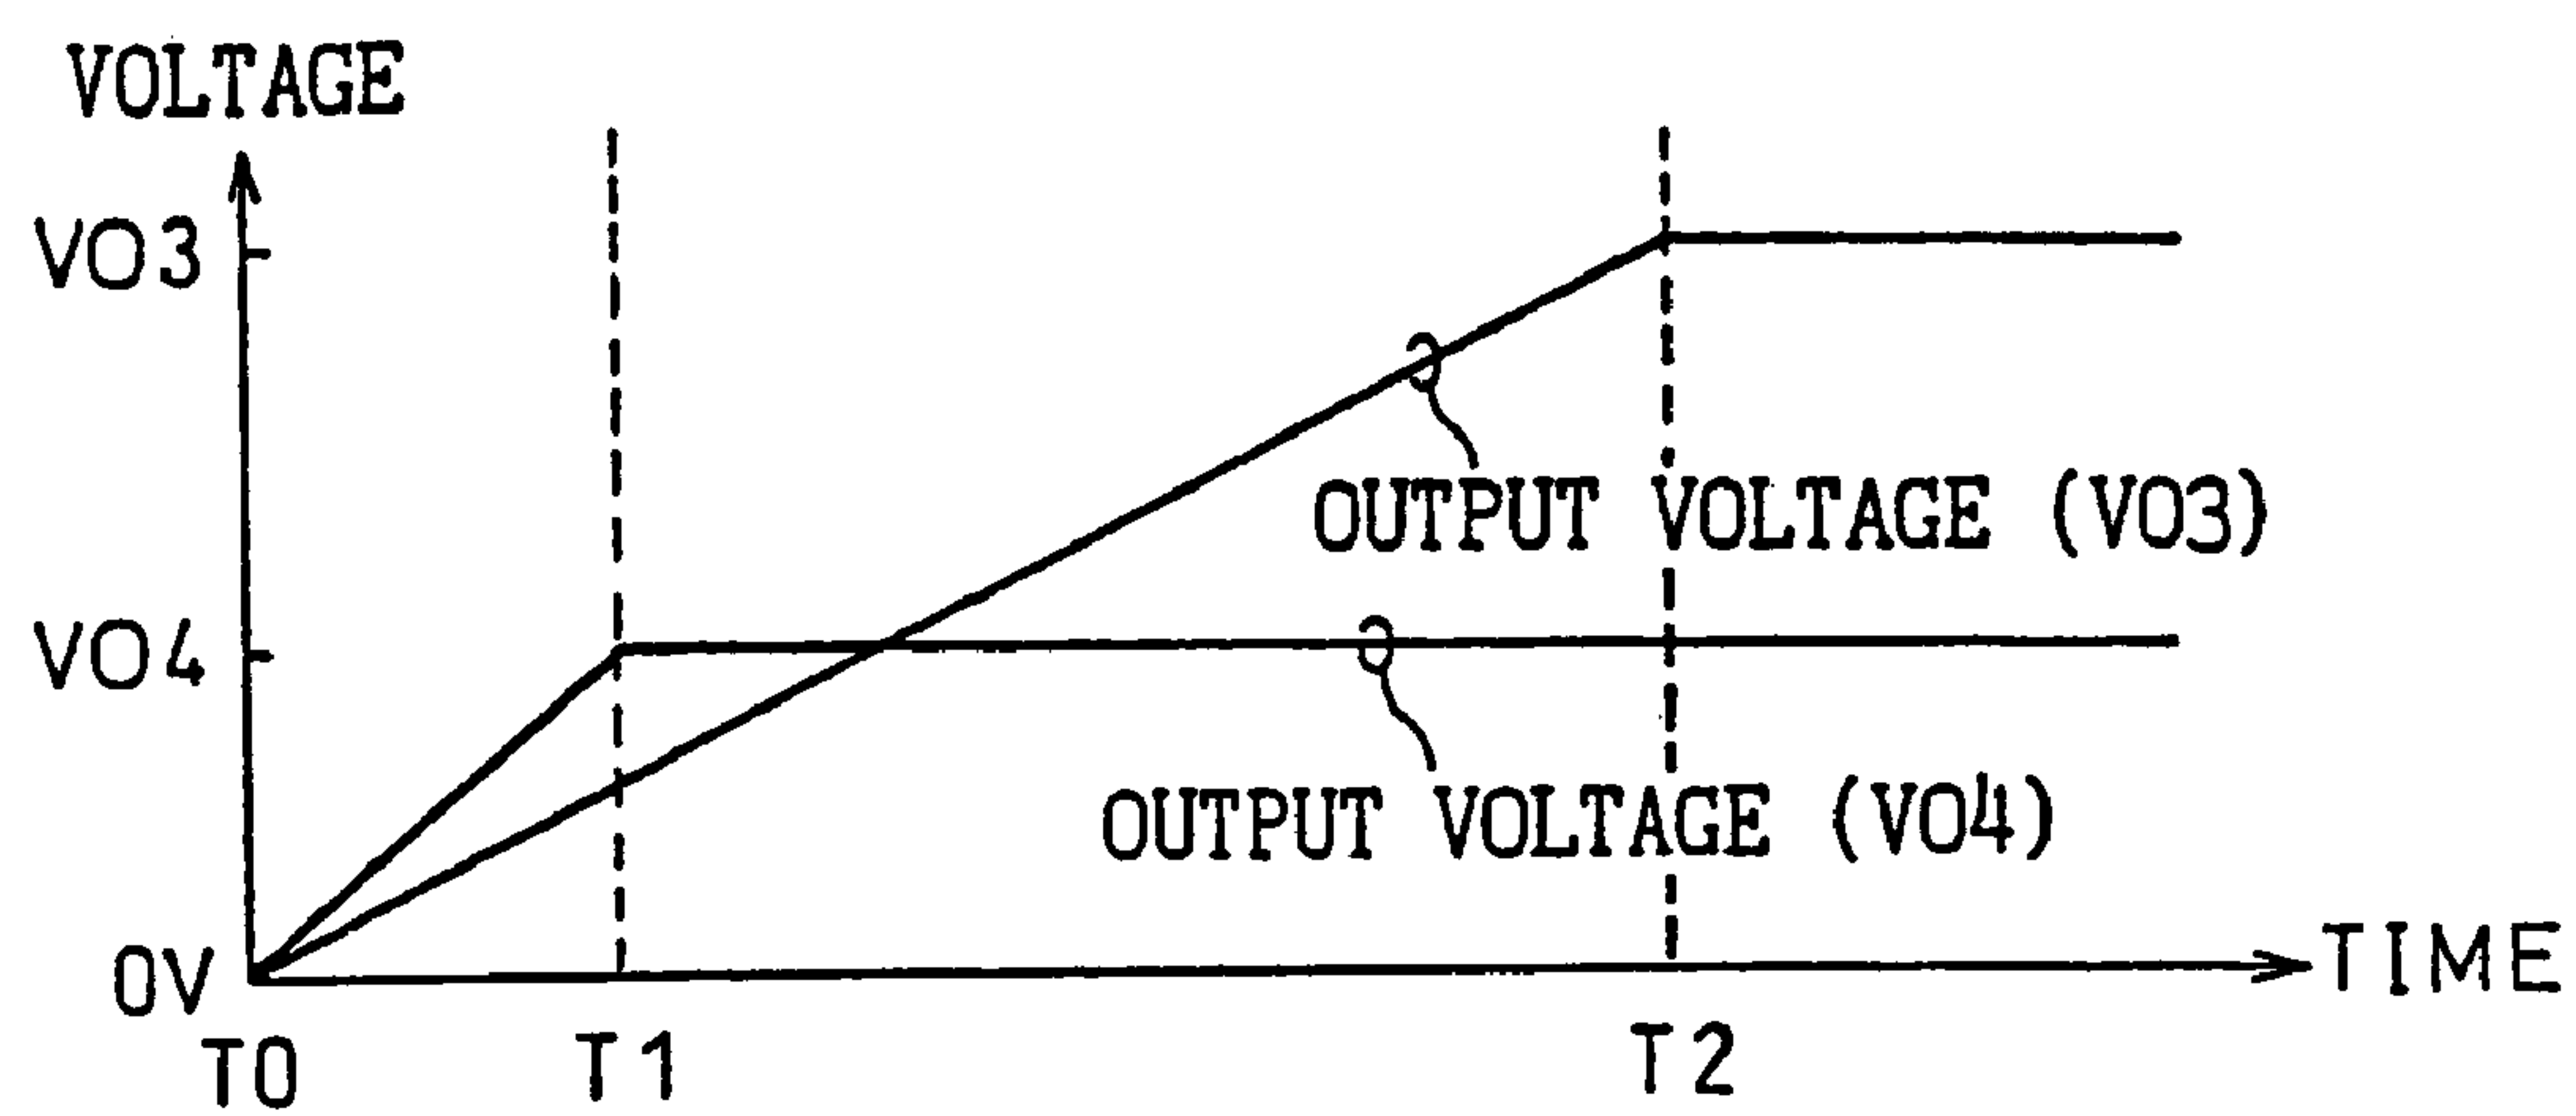 VOLTAGE
VO3
OUTPUT VOLTAGE (VO3)
VO4
OUTPUT VOLTAGE (VO4)
0V
TIME
T0
T1
T2